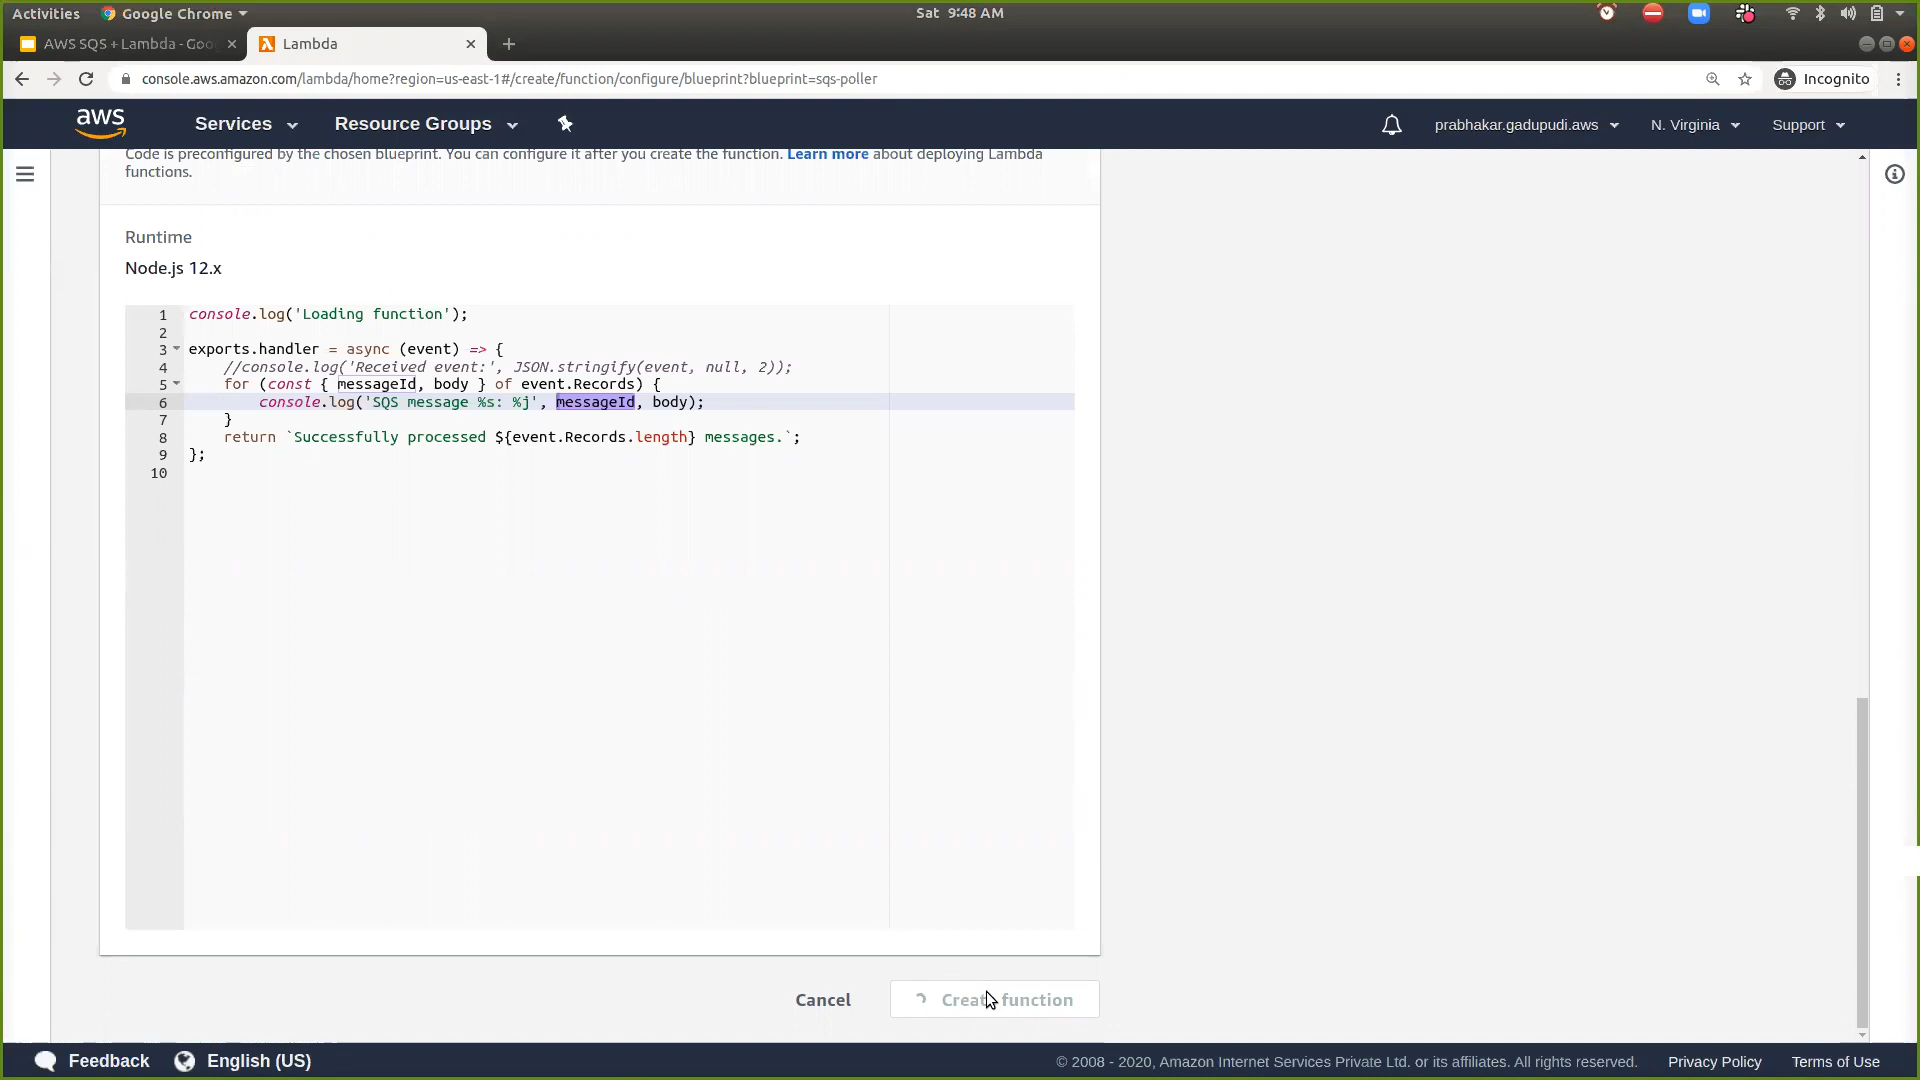 Activities Google Chrome Sat 9:48 AM
AWS SQS + Lambda - Goo Lambda
console.aws.amazon.com/lambda/home?region=us-east-1#/create/function/configure/blueprint?blueprint=sqs-poller Incognito
aws Services Resource Groups prabhakar.gadupudi.aws N. Virginia Support
Code is preconfigured by the chosen blueprint. You can configure it after you create the function. Learn more about deploying Lambda
functions.
Runtime
Node.js 12.x
1 console.log('Loading function');
2
3 exports.handler = async (event) => {
4 //console.log('Received event:', JSON.stringify(event, null, 2));
5 for (const { messageId, body } of event.Records) {
6 console.log('SQS message %s: %j', messageId, body);
7 }
8 return `Successfully processed ${event.Records.length} messages.`;
9 };
10
Cancel Create function
Feedback English (US) © 2008 - 2020, Amazon Internet Services Private Ltd. or its affiliates. All rights reserved. Privacy Policy Terms of Use